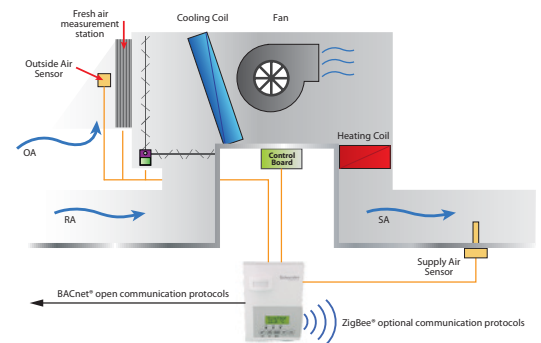 Fresh air
measurement
station
Cooling Coil
Fan
Outside Air
Sensor
OA
Heating Coil
Control
Board
RA
SA
Supply Air
Sensor
BACnet® open communication protocols
ZigBee® optional communication protocols